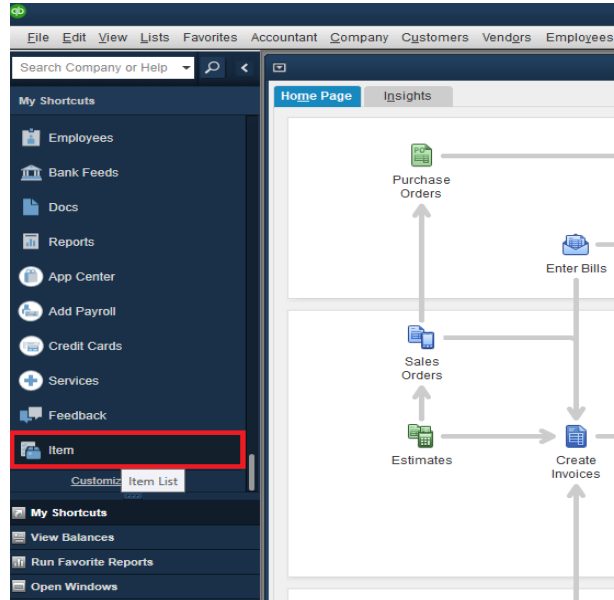 qb
File Edit View Lists Favorites Accountant Company Customers Vendors Employees
Search Company or Help
My Shortcuts
Home Page Insights
Employees
Bank Feeds
Docs
Reports
App Center
Add Payroll
Credit Cards
Services
Feedback
Item
Customiz
Item List
My Shortcuts
View Balances
Run Favorite Reports
Open Windows
PO
Purchase
Orders
Enter Bills
Sales
Orders
Estimates
Create
Invoices